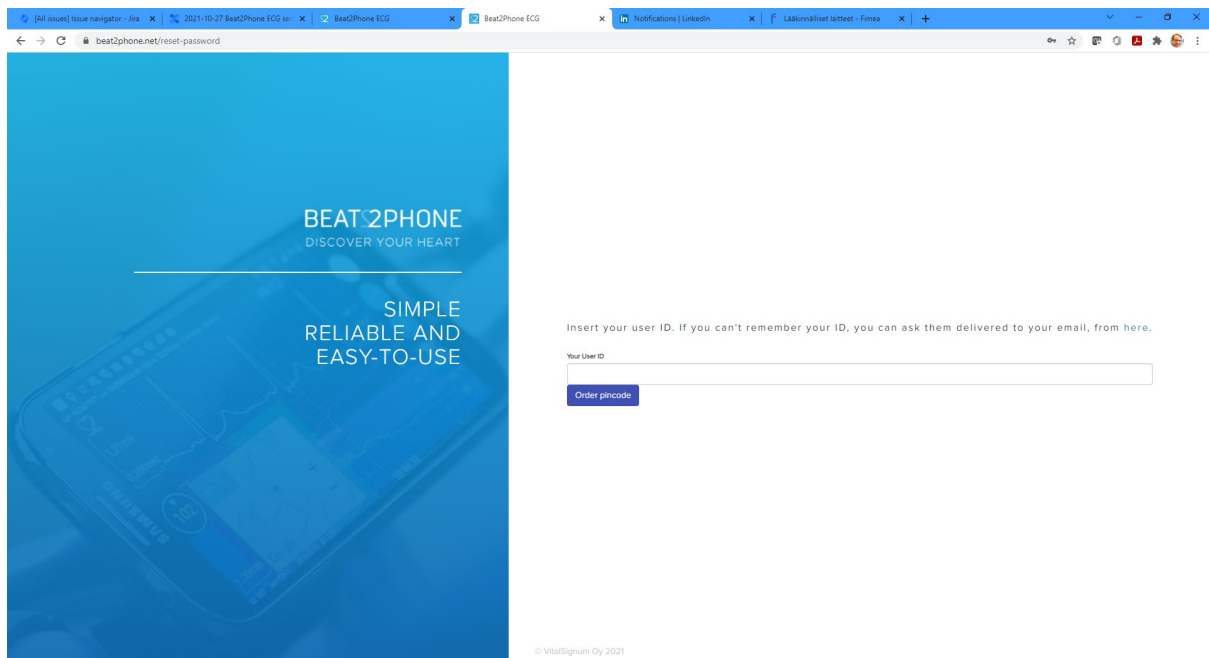 [All issues] Issue navigator - Jira
2021-10-27 Beat2Phone ECG ser
Beat2Phone ECG
Beat2Phone ECG
Notifications | LinkedIn
Lääkinnälliset laitteet - Fimea
beat2phone.net/reset-password
BEAT2PHONE
DISCOVER YOUR HEART
SIMPLE
RELIABLE AND
EASY-TO-USE
SAMSUNG
102
Insert your user ID. If you can't remember your ID, you can ask them delivered to your email, from here.
Your User ID
Order pincode
© VitalSignum Oy 2021